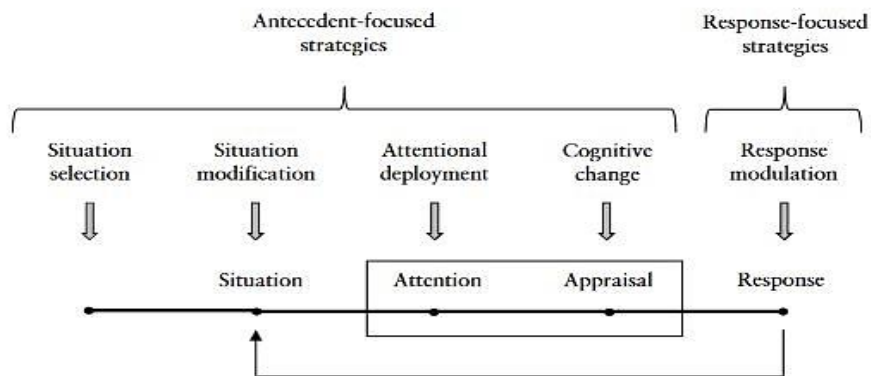 Antecedent-focused
strategies
Response-focused
strategies
Situation
selection
Situation
modification
Attentional
deployment
Cognitive
change
Response
modulation
Situation
Attention
Appraisal
Response